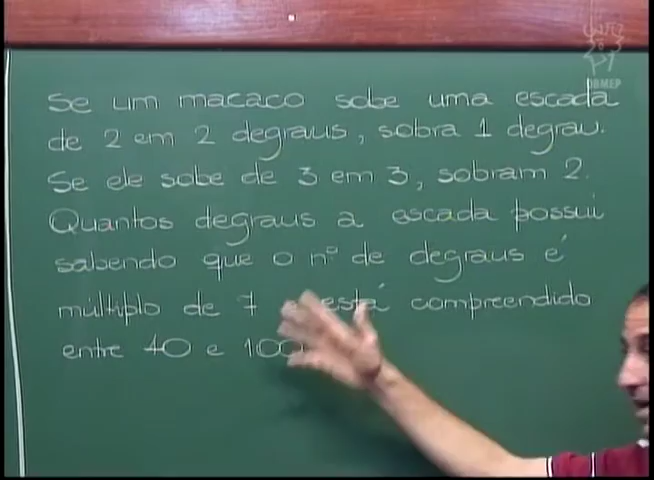 Se um macaco sobe uma escada
de 2 em 2 degraus, sobra 1 degrau.
Se ele sobe de 3 em 3, sobram 2.
Quantos degraus a escada possui
sabendo que o nº de degraus é
múltiplo de 7 está compreendido
entre 40 e 100
OBMEP